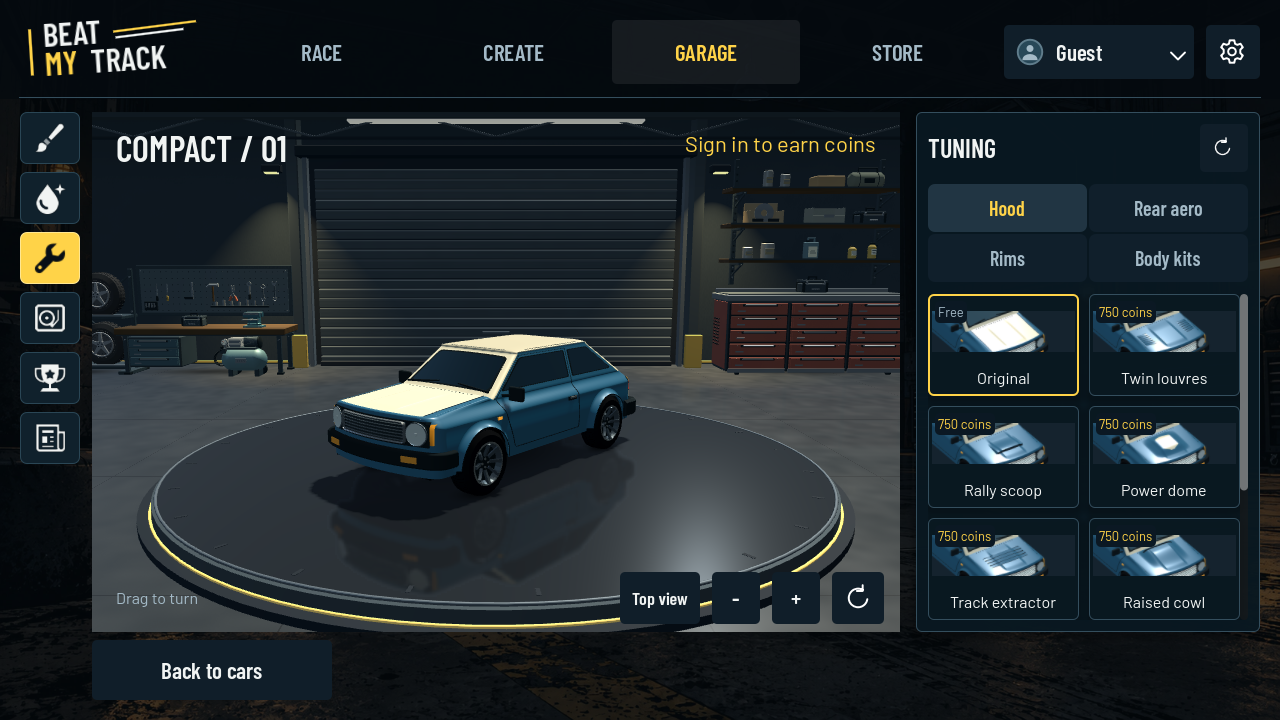 BEAT
MY TRACK
RACE
CREATE
GARAGE
STORE
Guest
COMPACT / 01
Sign in to earn coins
Drag to turn
Top view
-
+
Back to cars
TUNING
Hood
Rear aero
Rims
Body kits
Free
Original
750 coins
Twin louvres
750 coins
Rally scoop
750 coins
Power dome
750 coins
Track extractor
750 coins
Raised cowl